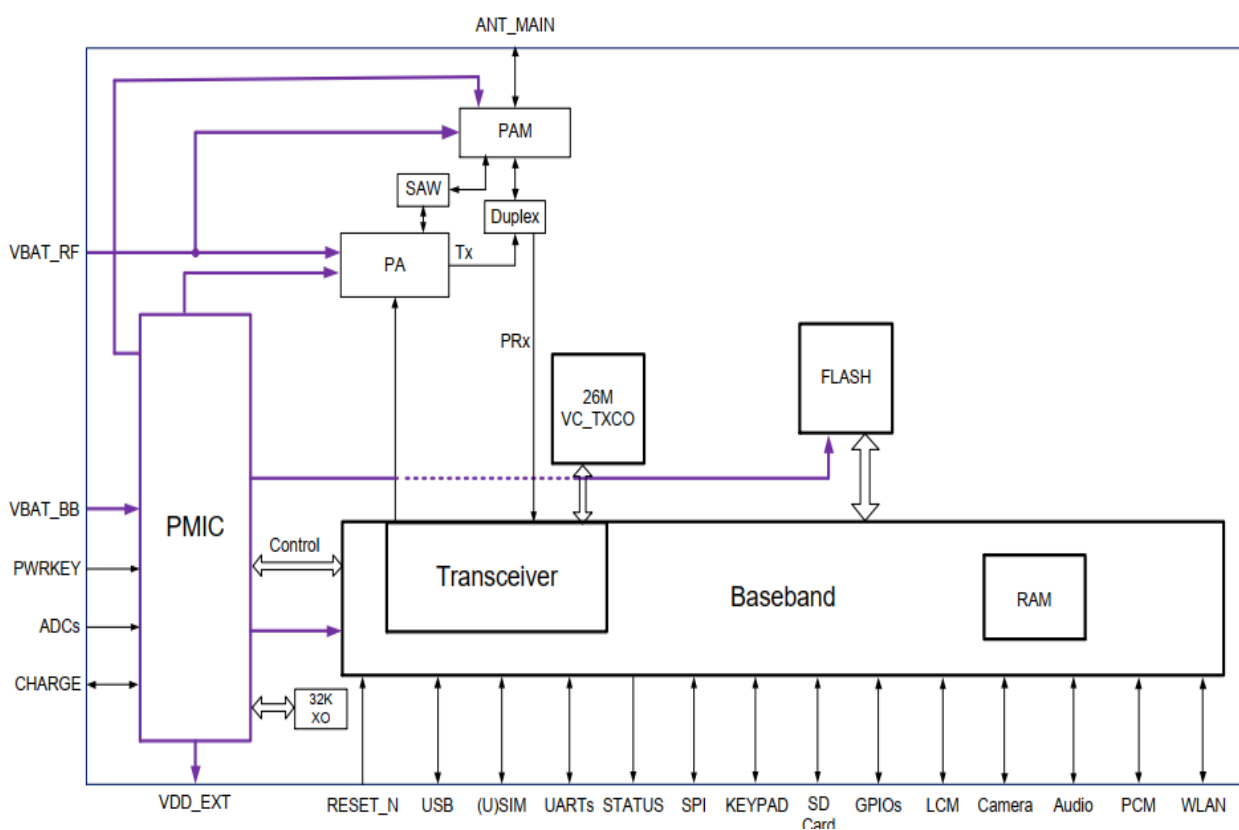 ANT_MAIN
PAM
SAW
Duplex
VBAT_RF
PA
Tx
PRx
26M
VC_TXCO
FLASH
VBAT_BB
PMIC
Control
PWRKEY
Transceiver
Baseband
RAM
ADCs
CHARGE
32K
XO
VDD_EXT
RESET_N
USB
(U)SIM
UARTs
STATUS
SPI
KEYPAD
SD
Card
GPIOs
LCM
Camera
Audio
PCM
WLAN